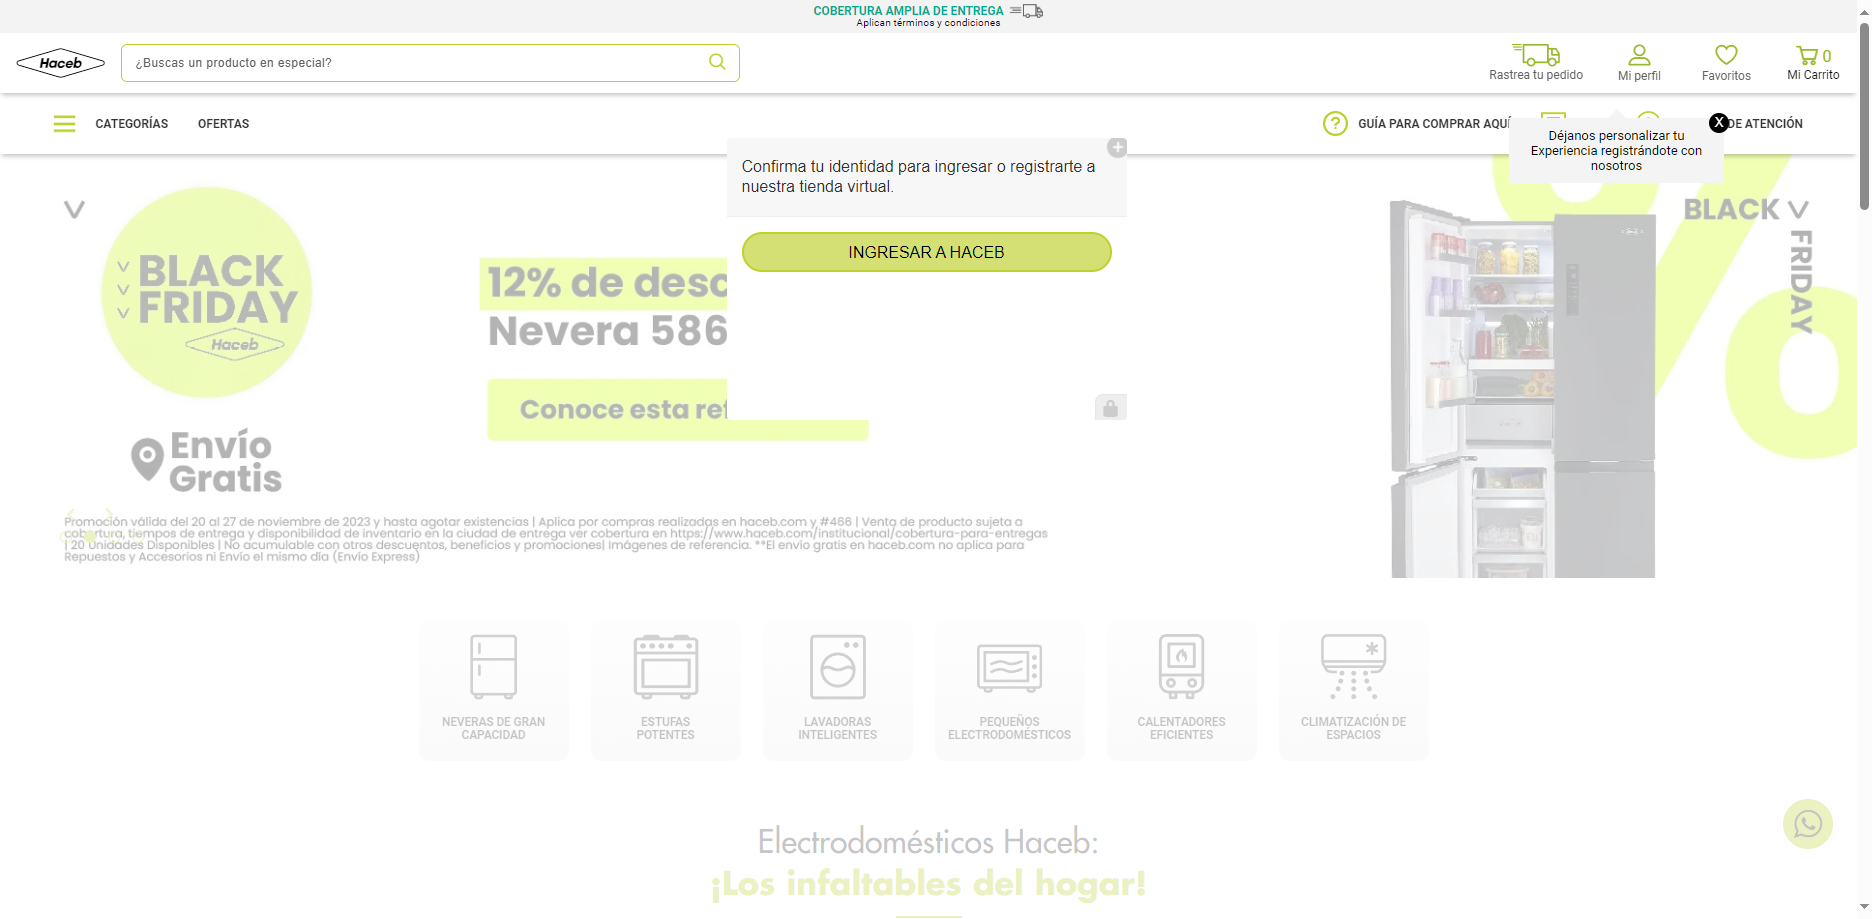 COBERTURA AMPLIA DE ENTREGA
Aplican términos y condiciones
Haceb
¿Buscas un producto en especial?
Rastrea tu pedido
Mi perfil
Favoritos
0
Mi Carrito
CATEGORÍAS
OFERTAS
GUÍA PARA COMPRAR AQUÍ
DE ATENCIÓN
X
Déjanos personalizar tu
Experiencia registrándote con
nosotros
Confirma tu identidad para ingresar o registrarte a
nuestra tienda virtual.
INGRESAR A HACEB
BLACK
FRIDAY
Haceb
Envío
Gratis
12% de desc
Nevera 586
Conoce esta ref
BLACK
FRIDAY
Promoción válida del 20 al 27 de noviembre de 2023 y hasta agotar existencias | Aplica por compras realizadas en haceb.com y #466 | Venta de producto sujeta a
cobertura, tiempos de entrega y disponibilidad de inventario en la ciudad de entrega ver cobertura en https://www.haceb.com/institucional/cobertura-para-entregas
| 20 Unidades Disponibles | No acumulable con otros descuentos, beneficios y promociones| Imágenes de referencia. **El envío gratis en haceb.com no aplica para
Repuestos y Accesorios ni Envío el mismo día (Envío Express)
NEVERAS DE GRAN
CAPACIDAD
ESTUFAS
POTENTES
LAVADORAS
INTELIGENTES
PEQUEÑOS
ELECTRODOMÉSTICOS
CALENTADORES
EFICIENTES
CLIMATIZACIÓN DE
ESPACIOS
Electrodomésticos Haceb:
¡Los infaltables del hogar!